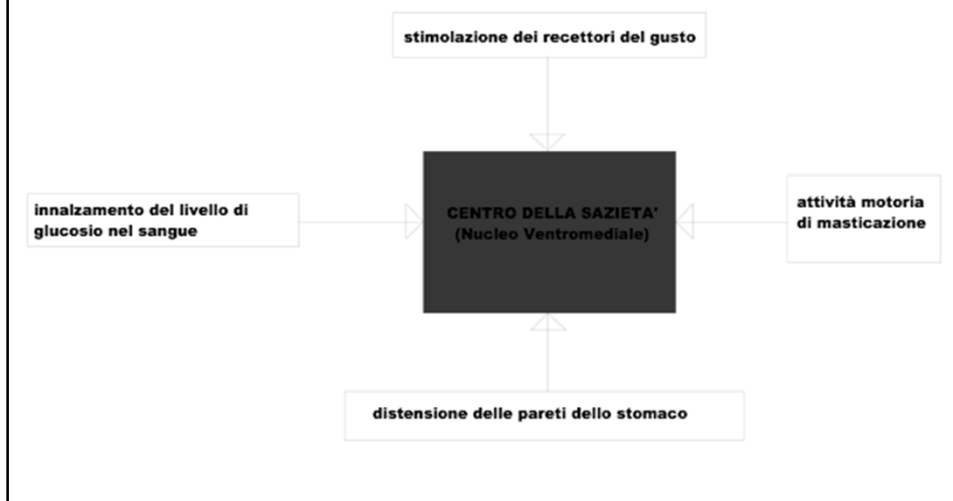 stimolazione dei recettori del gusto
innalzamento del livello di
glucosio nel sangue
CENTRO DELLA SAZIETA'
(Nucleo Ventromediale)
attività motoria
di masticazione
distensione delle pareti dello stomaco